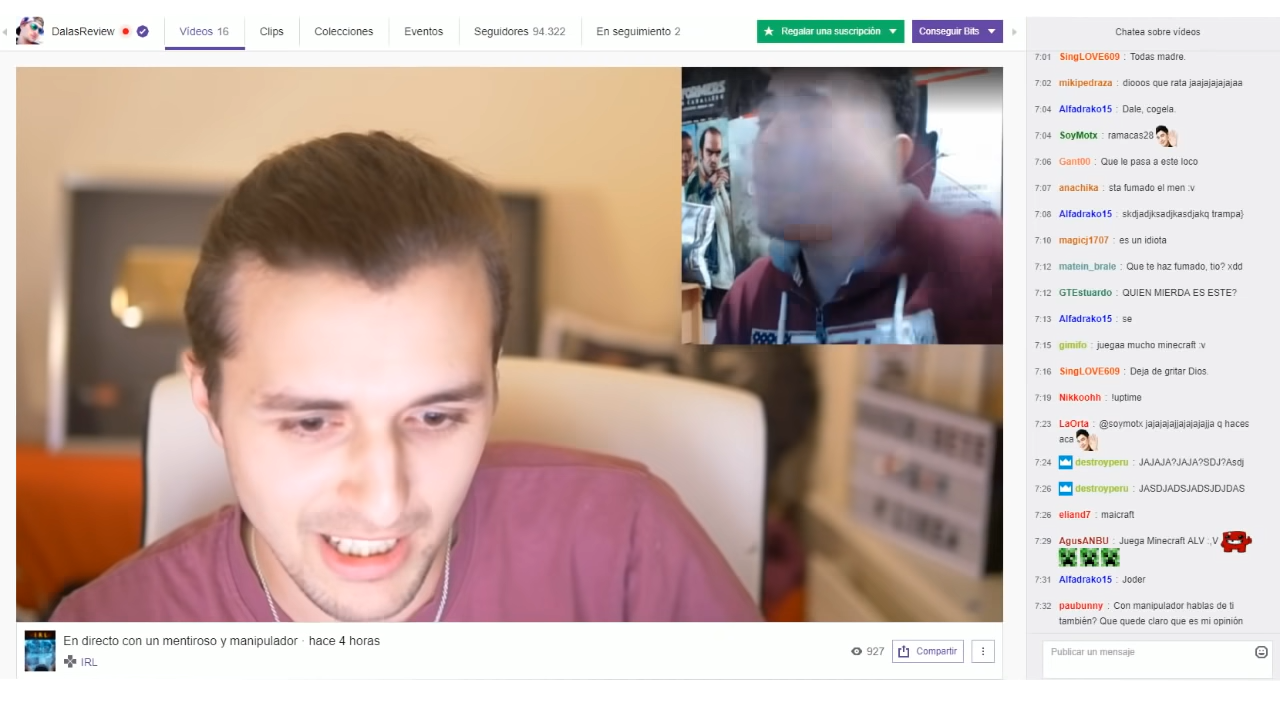 DalasReview
Vídeos 16
Clips
Colecciones
Eventos
Seguidores 94.322
En seguimiento 2
Regalar una suscripción
Conseguir Bits
Chatea sobre vídeos
7:01 SingLOVE609 : Todas madre.
7:02 mikipedraza : diooos que rata jaajajajajajaa
7:04 Alfadrako15 : Dale, cogela.
7:04 SoyMotx : ramacas28
7:06 Gant00 : Que le pasa a este loco
7:07 anachika : sta fumado el men :v
7:08 Alfadrako15 : skdjadjksadjkasdjakq trampa}
7:10 magicj1707 : es un idiota
7:12 matein_brale : Que te haz fumado, tio? xdd
7:12 GTEstuardo : QUIEN MIERDA ES ESTE?
7:13 Alfadrako15 : se
7:15 gimifo : juegaa mucho minecraft :v
7:16 SingLOVE609 : Deja de gritar Dios.
7:19 Nikkoohh : !uptime
7:23 LaOrta : @soymotx jajajajajjajajajajja q haces
aca
7:24 destroyperu : JAJAJA?JAJA?SDJ?Asdj
7:26 destroyperu : JASDJADSJADSJDJDAS
7:26 eliand7 : maicraft
7:29 AgusANBU : Juega Minecraft ALV :,V
7:31 Alfadrako15 : Joder
7:32 paubunny : Con manipulador hablas de ti
también? Que quede claro que es mi opinión
Publicar un mensaje
FORMERS
IRL
En directo con un mentiroso y manipulador · hace 4 horas
IRL
927
Compartir